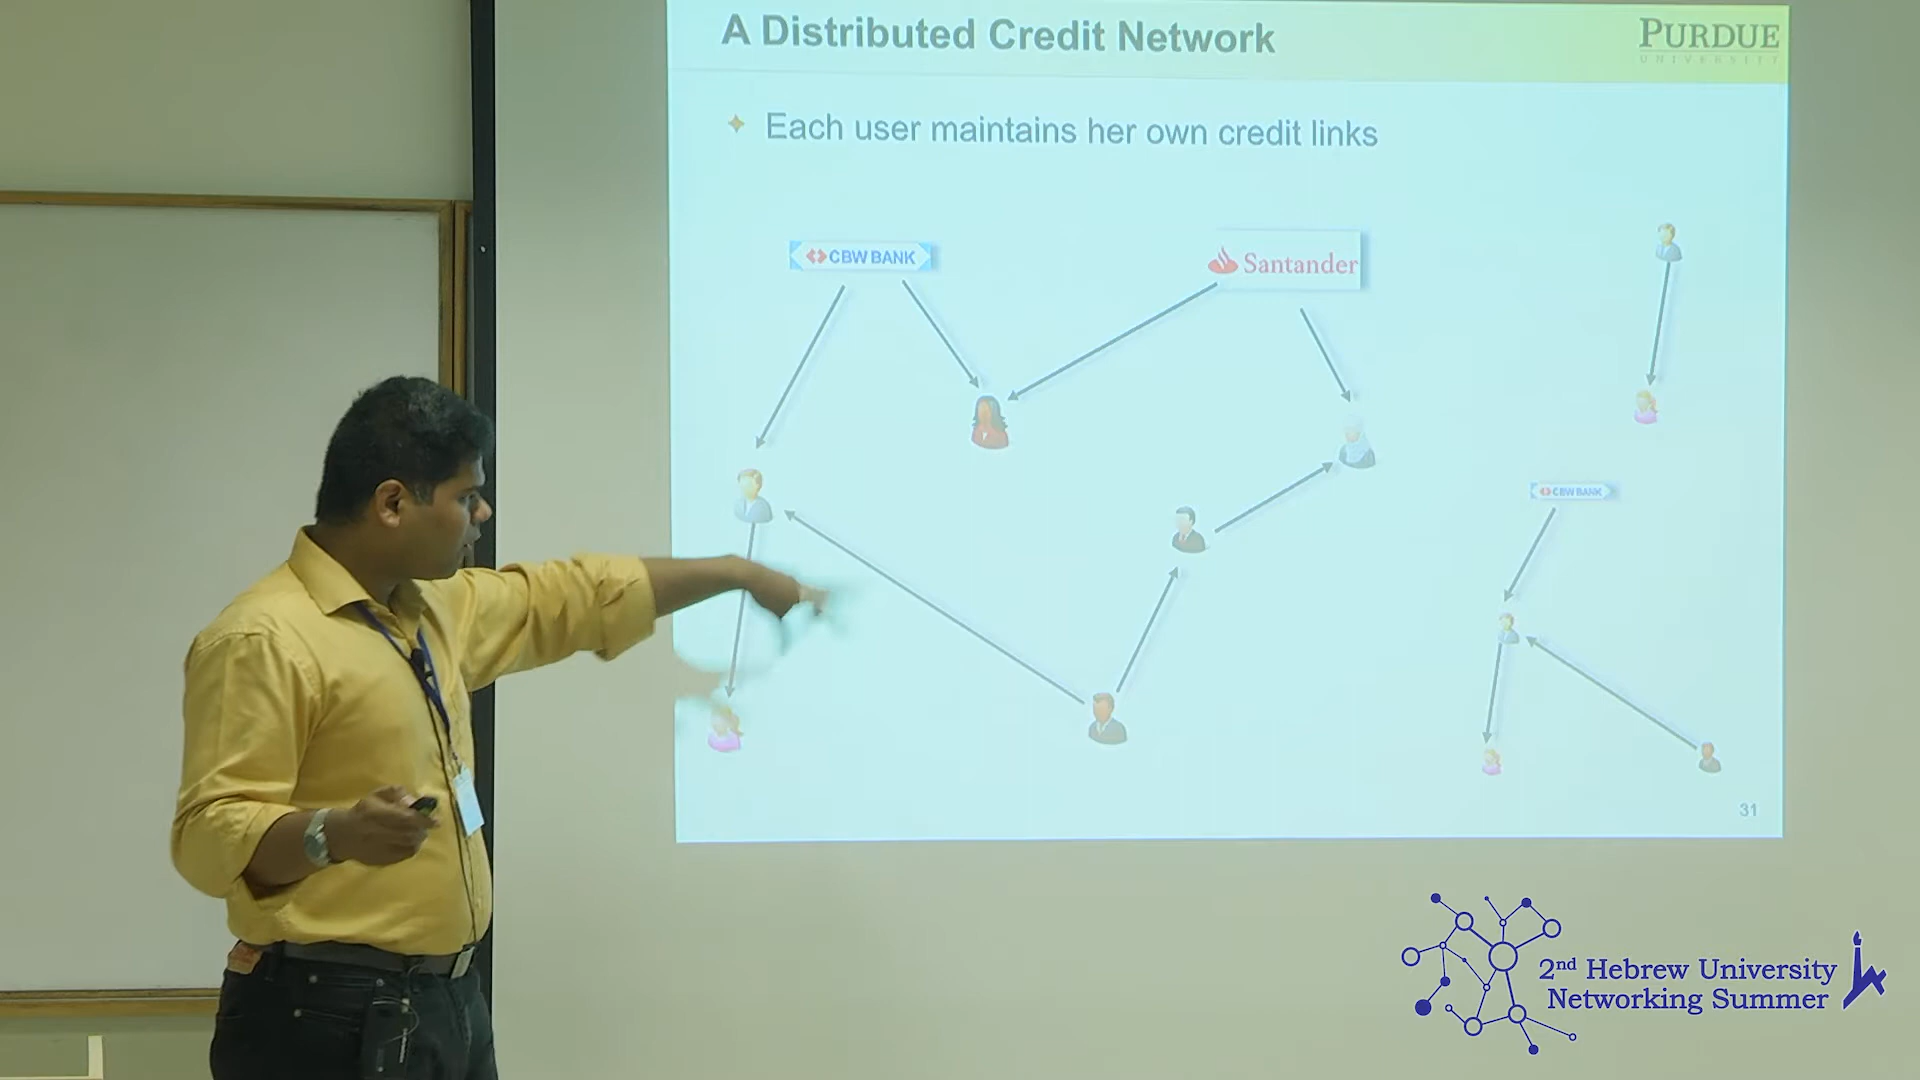 A Distributed Credit Network
PURDUE
UNIVERSITY
Each user maintains her own credit links
CBW BANK
Santander
CBW BANK
31
2nd Hebrew University
Networking Summer